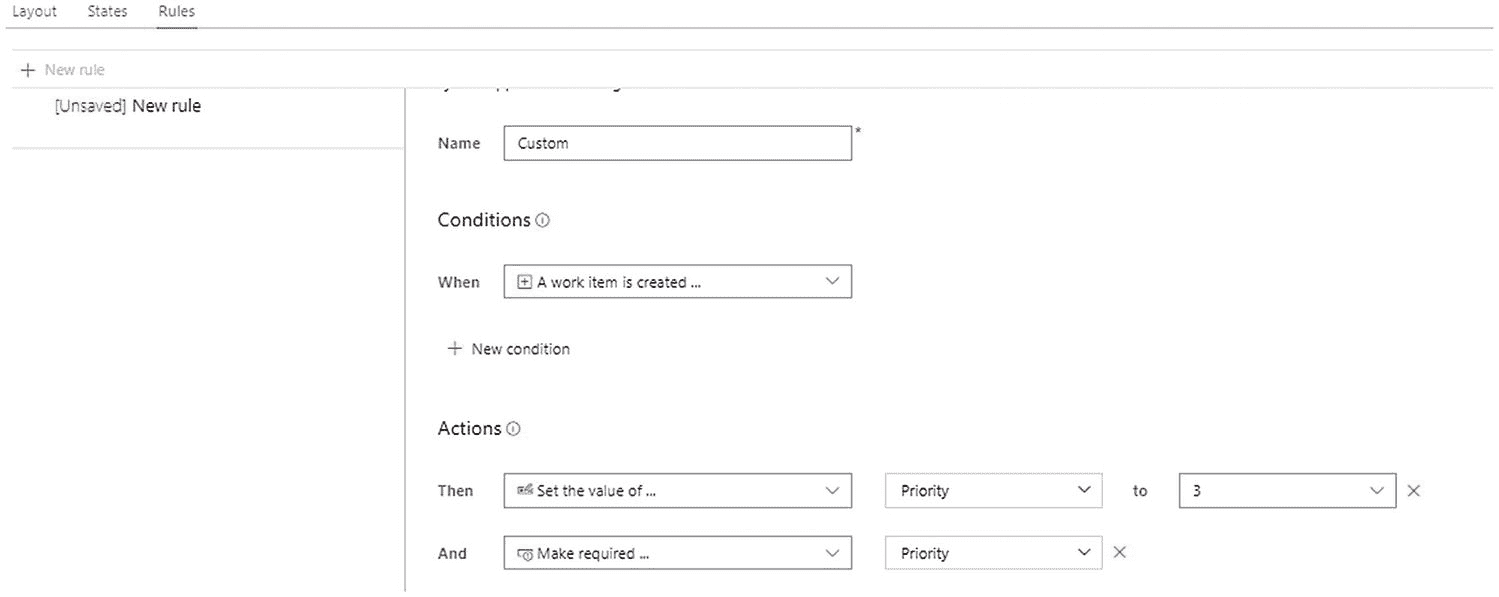 Layout States Rules
New rule
[Unsaved] New rule
Name Custom *
Conditions
When A work item is created ...
New condition
Actions
Then Set the value of ... Priority to 3
And Make required ... Priority